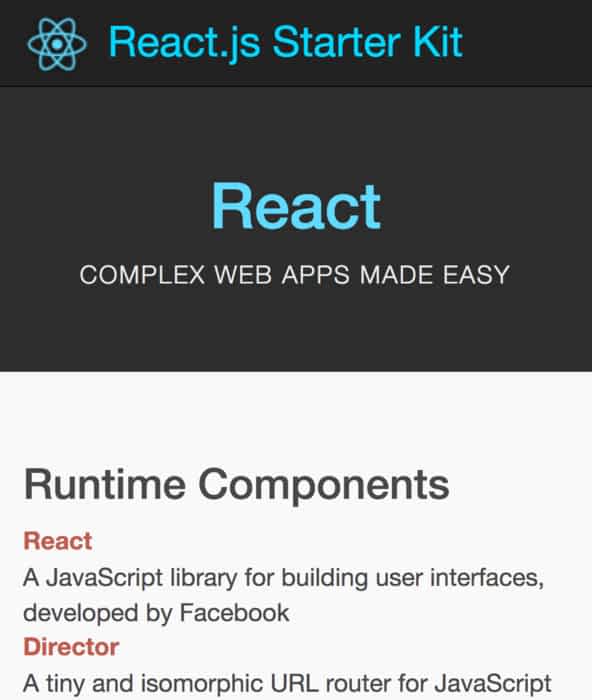 React.js Starter Kit
React
COMPLEX WEB APPS MADE EASY
Runtime Components
React
A JavaScript library for building user interfaces,
developed by Facebook
Director
A tiny and isomorphic URL router for JavaScript